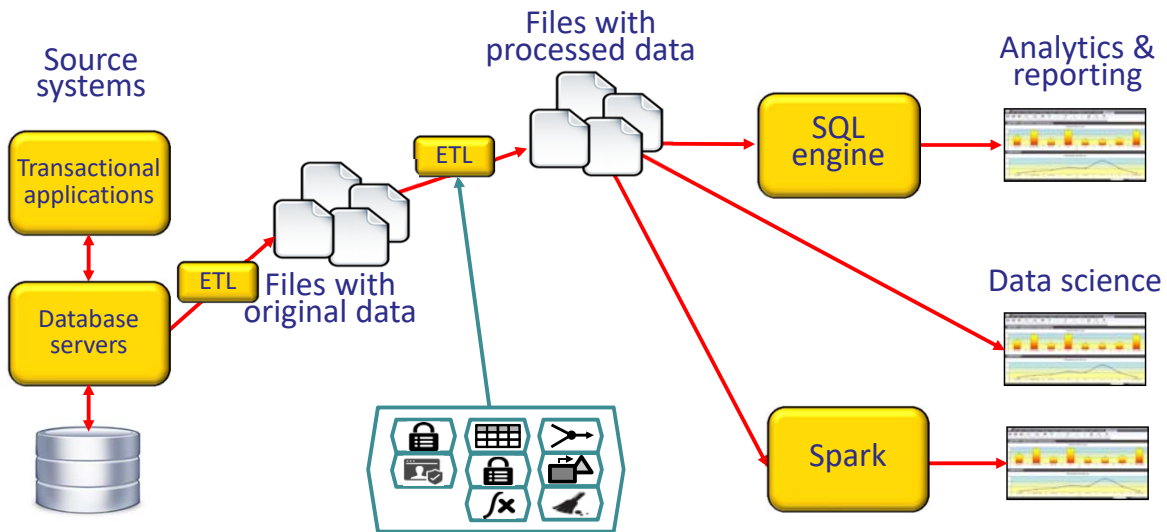 Source
systems
Transactional
applications
Database
servers
ETL
Files with
original data
ETL
Files with
processed data
SQL
engine
Analytics &
reporting
Data science
Spark
∫x